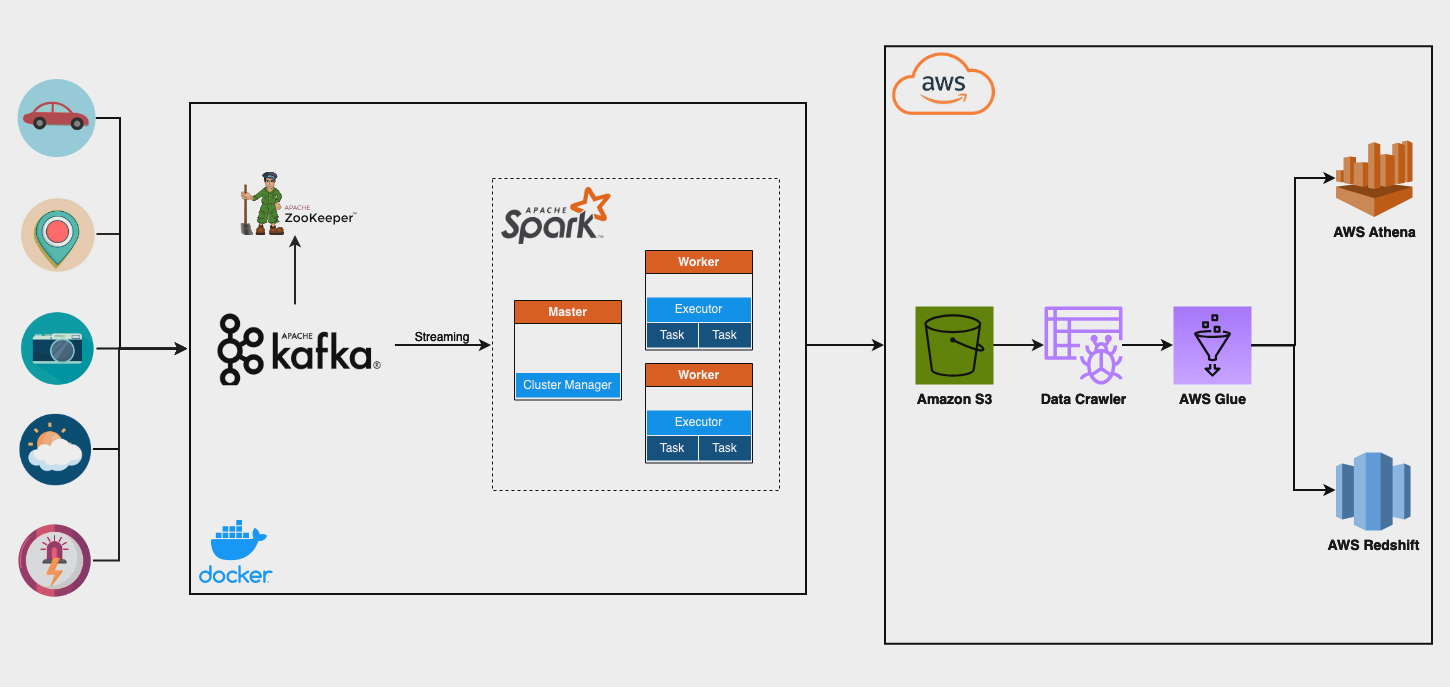 aws
APACHE
ZooKeeper™
APACHE
Spark™
Worker
Executor
Task Task
Master
Cluster Manager
APACHE
kafka®
Streaming
Worker
Executor
Task Task
docker
Amazon S3
Data Crawler
AWS Glue
AWS Athena
AWS Redshift